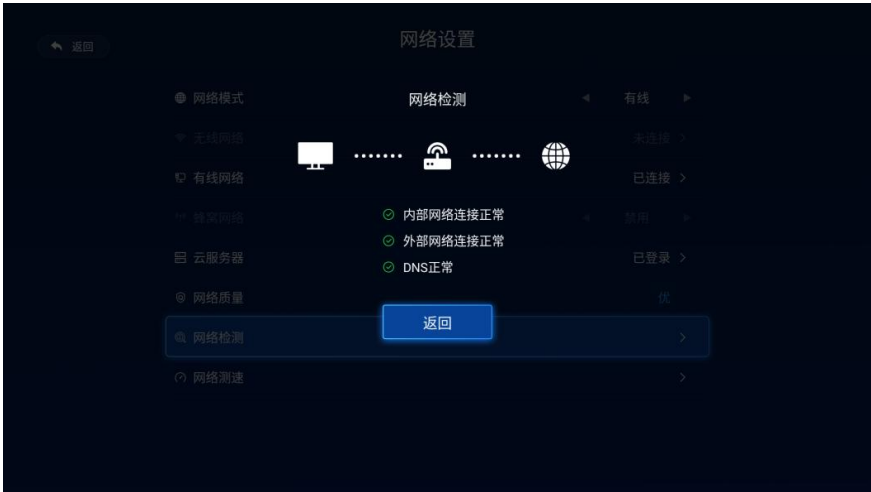 返回
网络设置
网络模式
网络检测
有线
无线网络
未连接
有线网络
已连接
蜂窝网络
禁用
内部网络连接正常
外部网络连接正常
云服务器
已登录
DNS正常
网络质量
优
返回
网络检测
网络测速